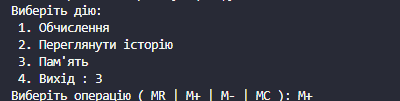 Виберіть дію:
1. Обчислення
2. Переглянути історію
3. Пам'ять
4. Вихід : 3
Виберіть операцію ( MR | M+ | M- | MC ): M+